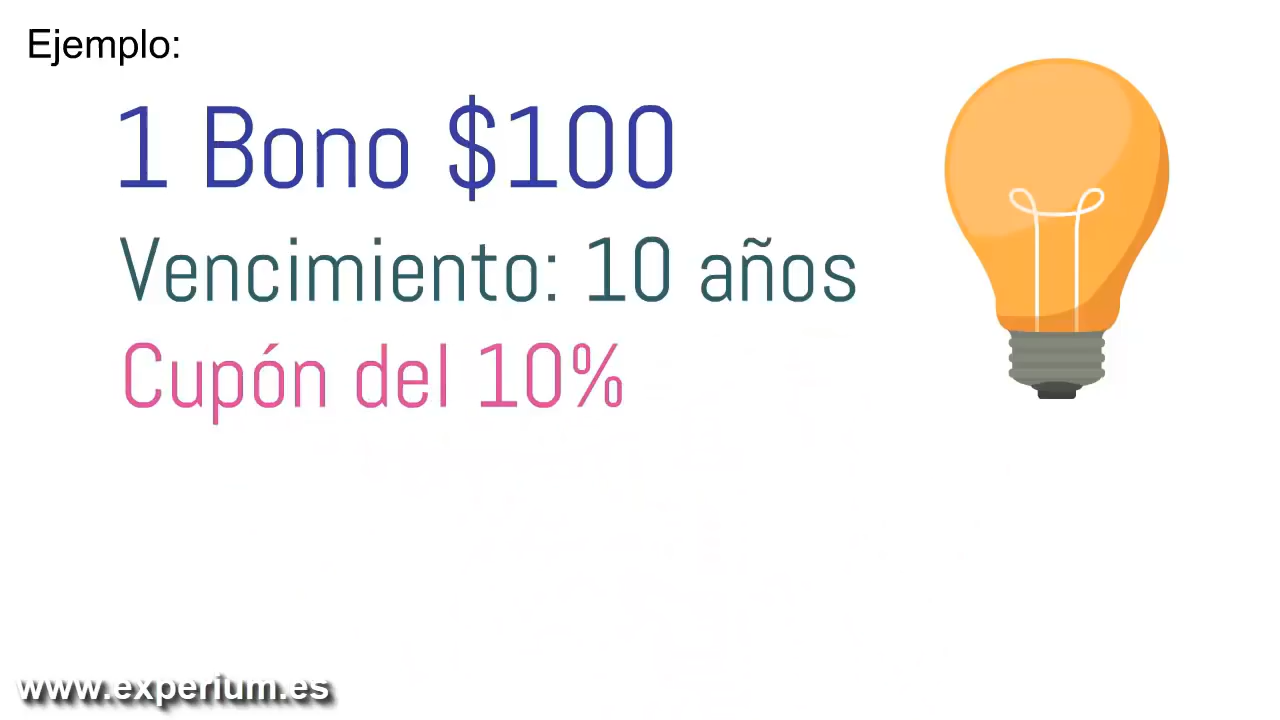 Ejemplo:
1 Bono $100
Vencimiento: 10 años
Cupón del 10%
www.experium.es